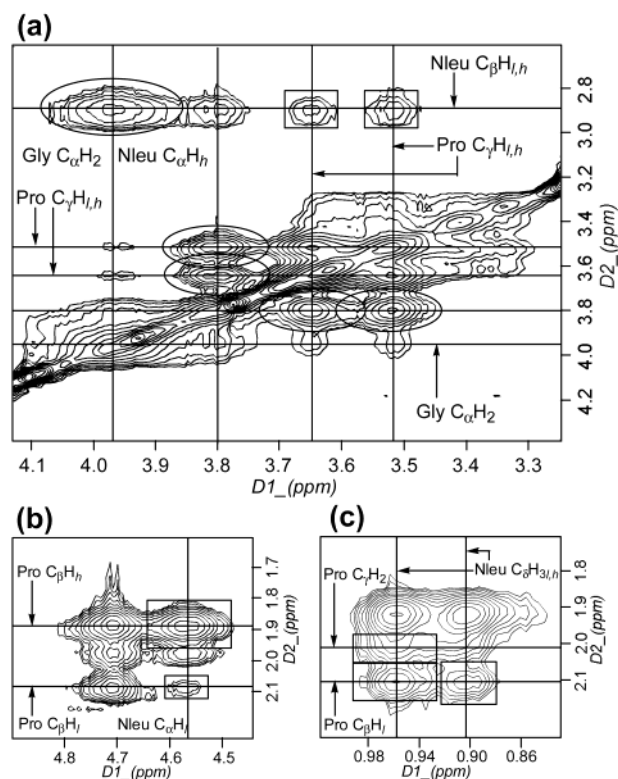 (a)
Nleu CβHl,h
2.8
3.0
3.2
3.4
3.6
3.8
4.0
4.2
D2_(ppm)
Gly CαH2 Nleu CαHh
Pro CγHl,h
Pro CγHl,h
Gly CαH2
4.1 4.0 3.9 3.8 3.7 3.6 3.5 3.4 3.3
D1_(ppm)
(b)
Pro CβHh
Pro CβHl
Nleu CαHl
1.7
1.8
1.9
2.0
2.1
D2_(ppm)
4.8 4.7 4.6 4.5
D1_(ppm)
(c)
Pro CγH2
Nleu CδH3l,h
Pro CβHl
1.8
1.9
2.0
2.1
D2_(ppm)
0.98 0.94 0.90 0.86
D1_(ppm)